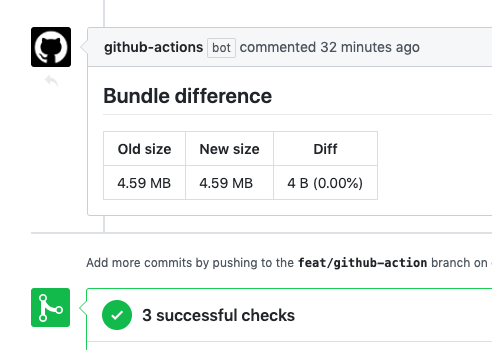 github-actions bot commented 32 minutes ago
Bundle difference
Old size New size Diff
4.59 MB 4.59 MB 4 B (0.00%)
Add more commits by pushing to the feat/github-action branch on
3 successful checks